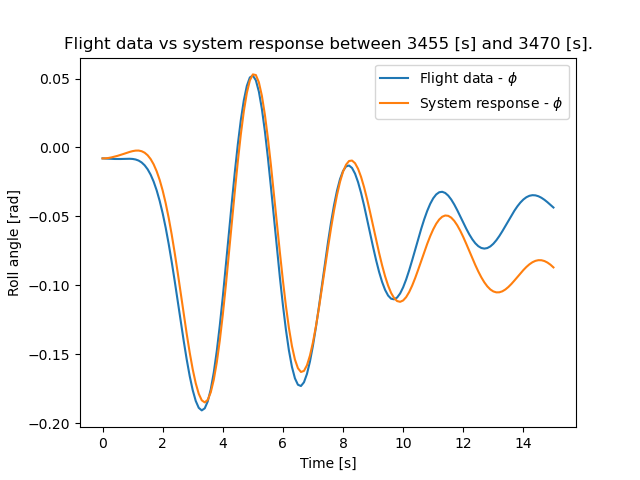 Flight data vs system response between 3455 [s] and 3470 [s].
Flight data - ϕ
System response - ϕ
0.05
0.00
−0.05
−0.10
−0.15
−0.20
Roll angle [rad]
0 2 4 6 8 10 12 14
Time [s]